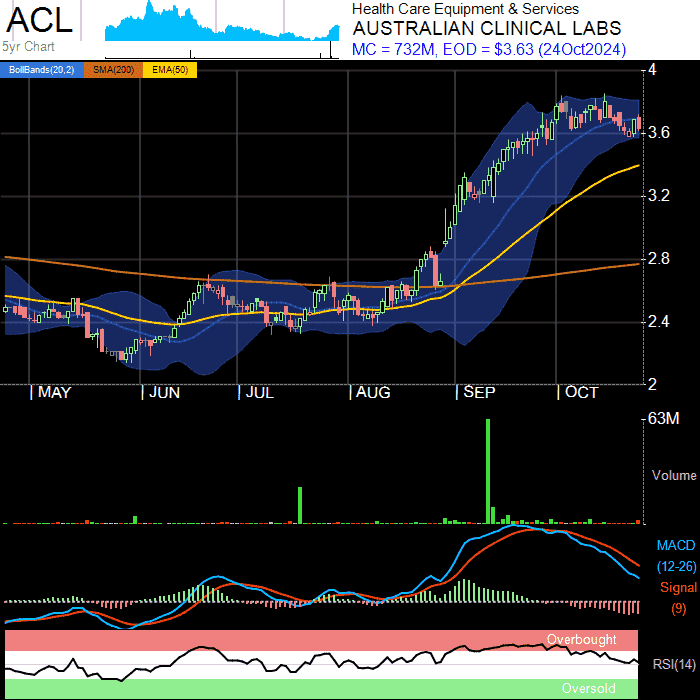 ACL
5yr Chart
Health Care Equipment & Services
AUSTRALIAN CLINICAL LABS
MC = 732M, EOD = $3.63 (24Oct2024)
BollBands(20,2) SMA(200) EMA(50)
4
3.6
3.2
2.8
2.4
2
MAY JUN JUL AUG SEP OCT
63M
Volume
MACD
(12-26)
Signal
(9)
Overbought
RSI(14)
Oversold